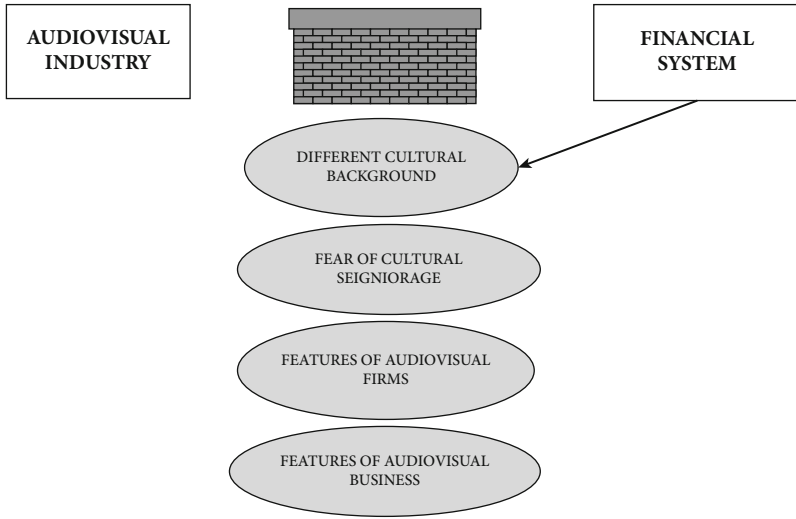 AUDIOVISUAL
INDUSTRY
FINANCIAL
SYSTEM
DIFFERENT CULTURAL
BACKGROUND
FEAR OF CULTURAL
SEIGNIORAGE
FEATURES OF AUDIOVISUAL
FIRMS
FEATURES OF AUDIOVISUAL
BUSINESS